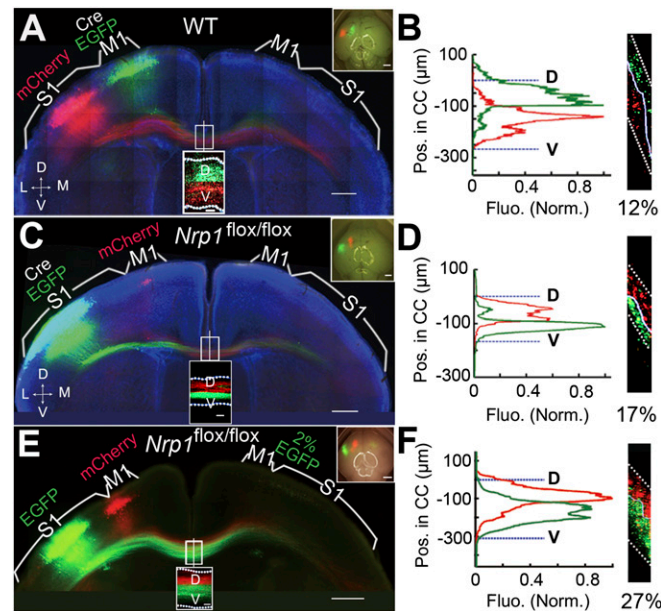 A
WT
Cre
EGFP
mCherry
M1
S1
M1
S1
D
V
D
L M
V
B
Pos. in CC (µm)
100
-100
-300
D
V
0 0.4 0.8
Fluo. (Norm.)
12%
C
Nrp1flox/flox
Cre
EGFP
mCherry
M1
S1
M1
S1
D
V
D
L M
V
D
Pos. in CC (µm)
100
-100
-300
D
V
0 0.4 0.8
Fluo. (Norm.)
17%
E
Nrp1flox/flox
EGFP
mCherry
M1
S1
M1
2%
EGFP
S1
D
V
F
Pos. in CC (µm)
100
-100
-300
D
V
0 0.4 0.8
Fluo. (Norm.)
27%